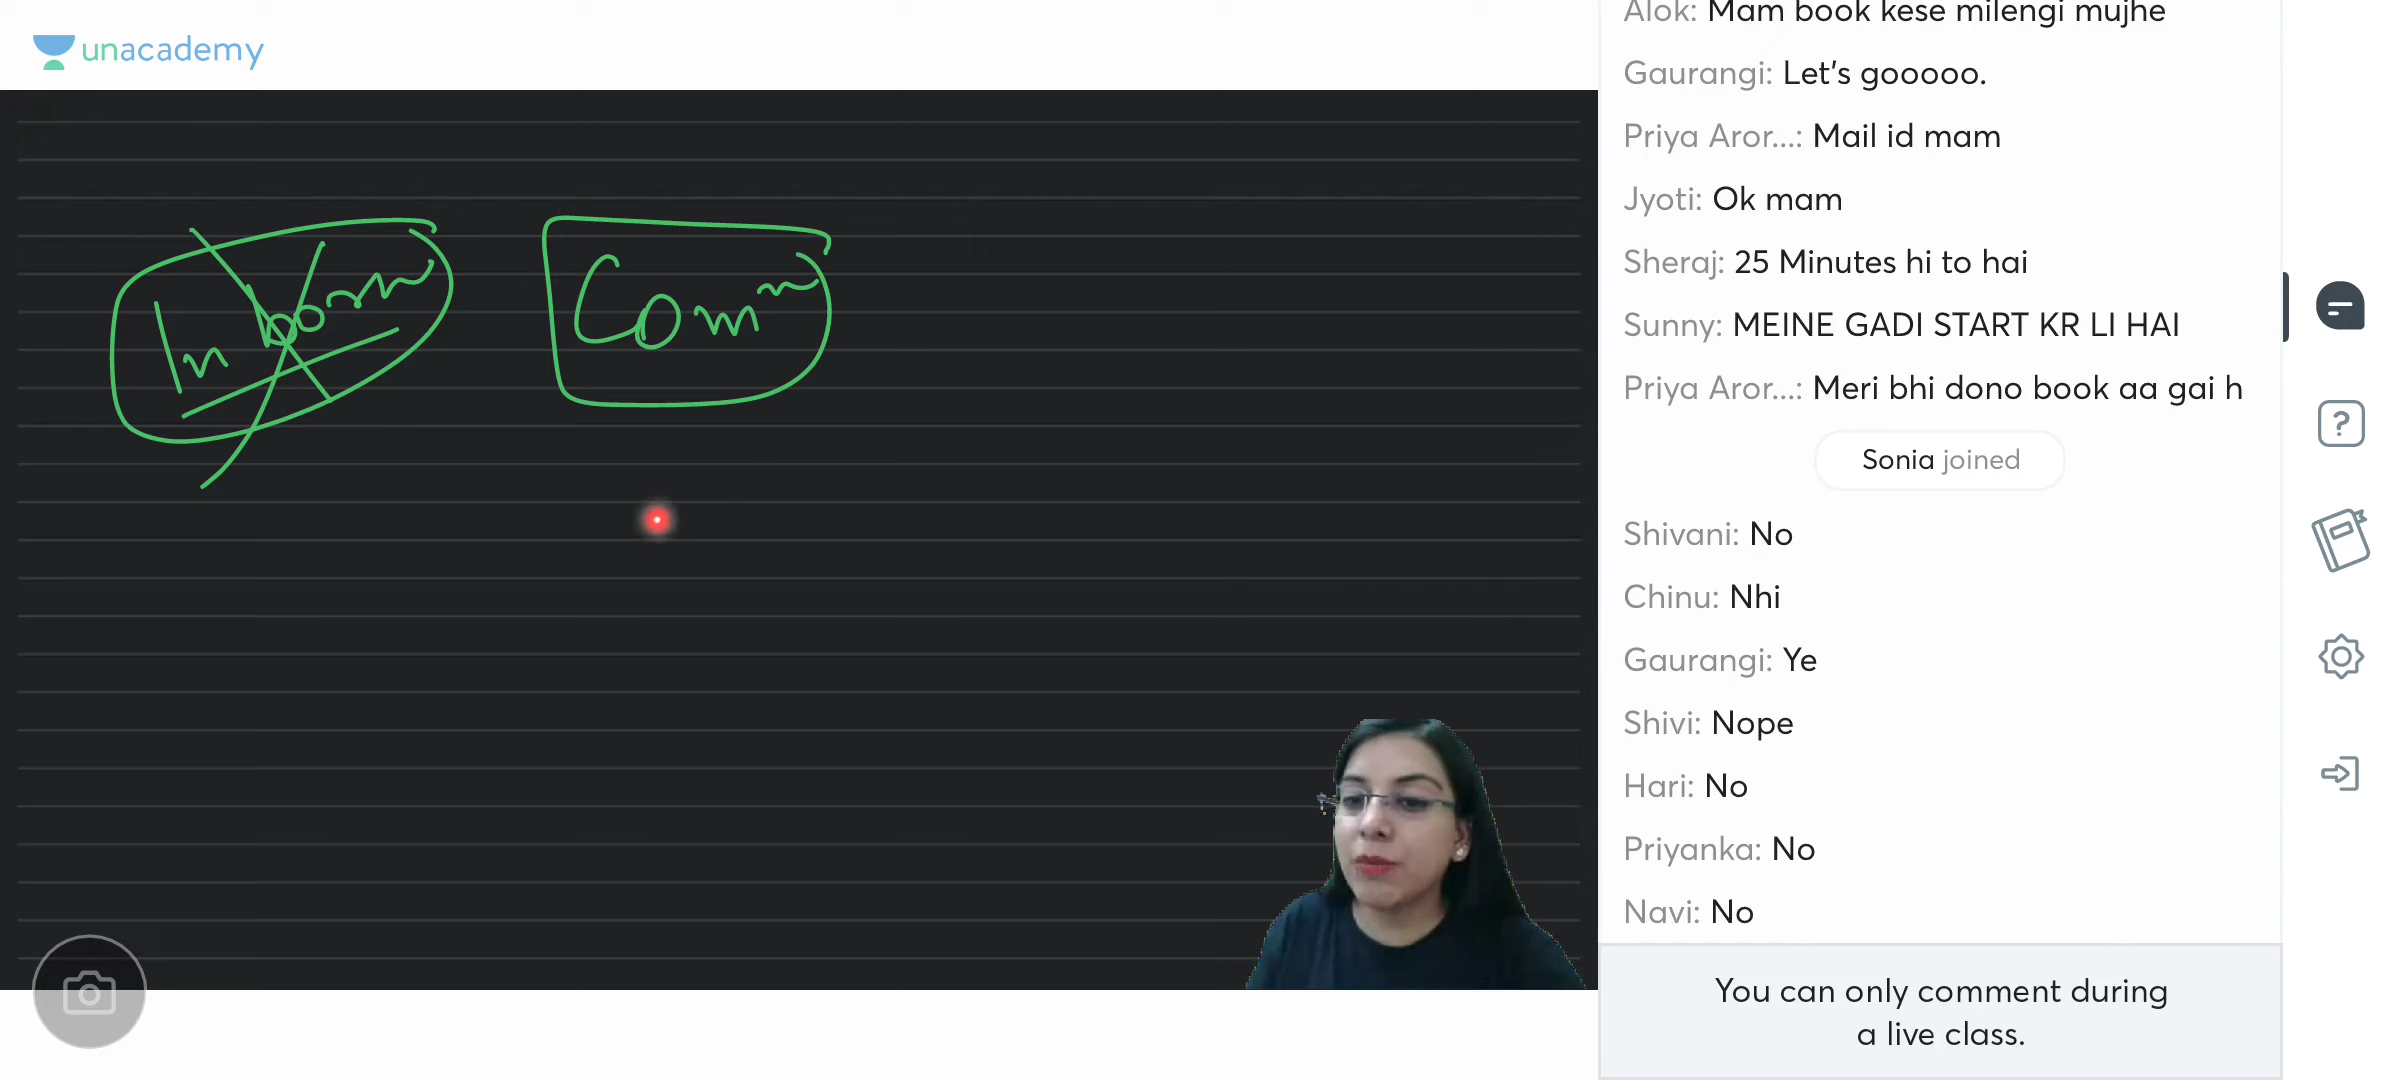 unacademy
Inborn
Comm
Alok: Mam book kese milengi mujhe
Gaurangi: Let's gooooo.
Priya Aror...: Mail id mam
Jyoti: Ok mam
Sheraj: 25 Minutes hi to hai
Sunny: MEINE GADI START KR LI HAI
Priya Aror...: Meri bhi dono book aa gai h
Sonia joined
Shivani: No
Chinu: Nhi
Gaurangi: Ye
Shivi: Nope
Hari: No
Priyanka: No
Navi: No
You can only comment during
a live class.